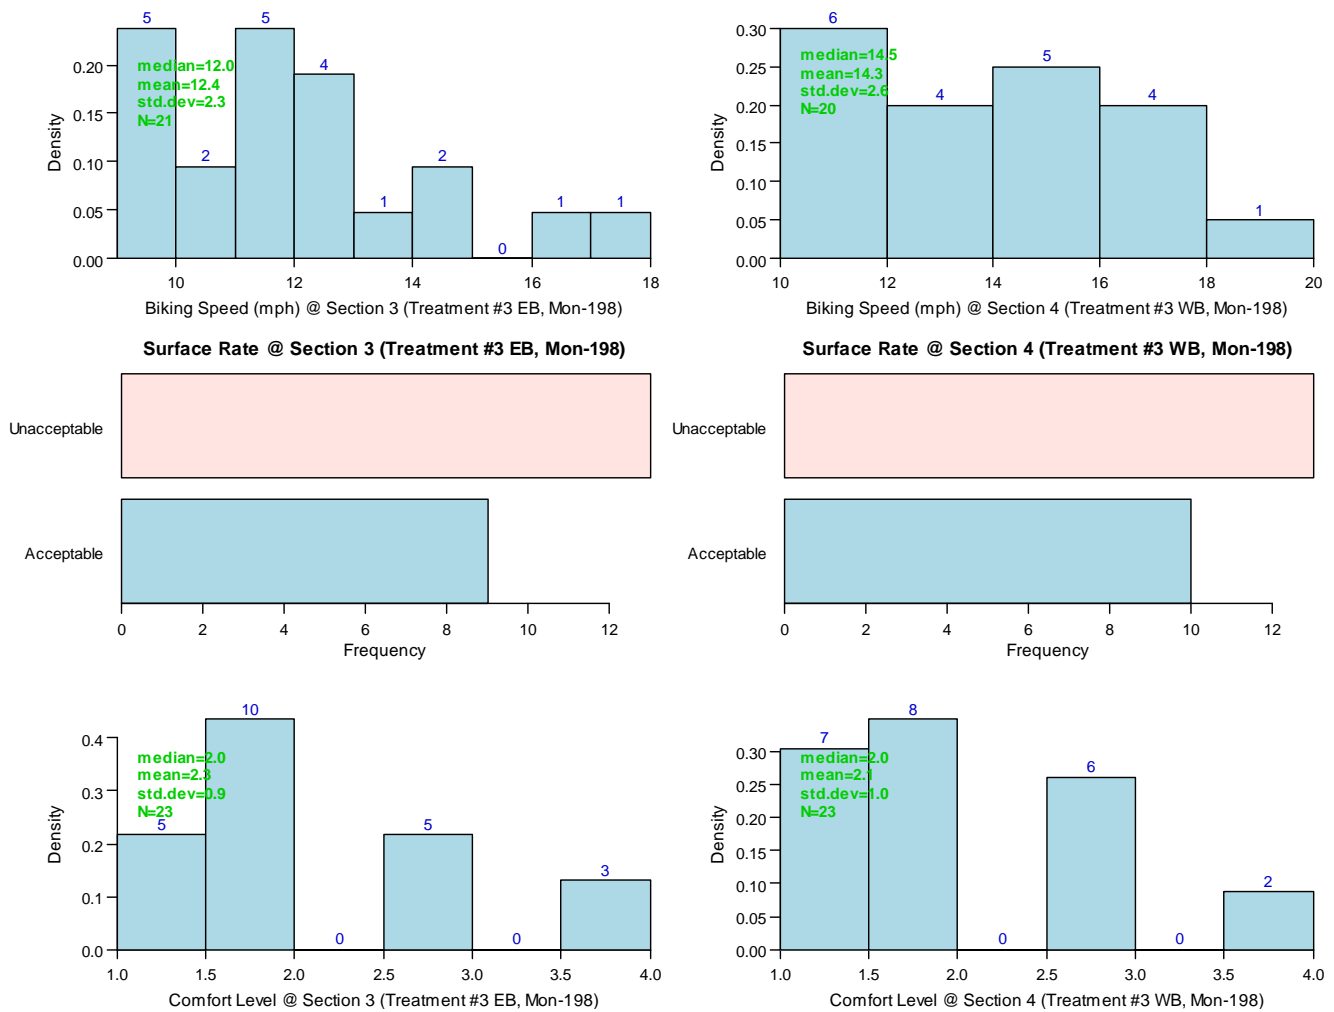 5 5 4 2 2 1 0 1 1
median=12.0
mean=12.4
std.dev=2.3
N=21
Density
0.00 0.05 0.10 0.15 0.20
10 12 14 16 18
Biking Speed (mph) @ Section 3 (Treatment #3 EB, Mon-198)
6 4 5 4 1
median=14.5
mean=14.3
std.dev=2.6
N=20
Density
0.00 0.05 0.10 0.15 0.20 0.25 0.30
10 12 14 16 18 20
Biking Speed (mph) @ Section 4 (Treatment #3 WB, Mon-198)
Surface Rate @ Section 3 (Treatment #3 EB, Mon-198)
Unacceptable
Acceptable
0 2 4 6 8 10 12
Frequency
Surface Rate @ Section 4 (Treatment #3 WB, Mon-198)
Unacceptable
Acceptable
0 2 4 6 8 10 12
Frequency
5 10 0 5 0 3
median=2.0
mean=2.3
std.dev=0.9
N=23
Density
0.0 0.1 0.2 0.3 0.4
1.0 1.5 2.0 2.5 3.0 3.5 4.0
Comfort Level @ Section 3 (Treatment #3 EB, Mon-198)
7 8 0 6 0 2
median=2.0
mean=2.1
std.dev=1.0
N=23
Density
0.00 0.05 0.10 0.15 0.20 0.25 0.30
1.0 1.5 2.0 2.5 3.0 3.5 4.0
Comfort Level @ Section 4 (Treatment #3 WB, Mon-198)